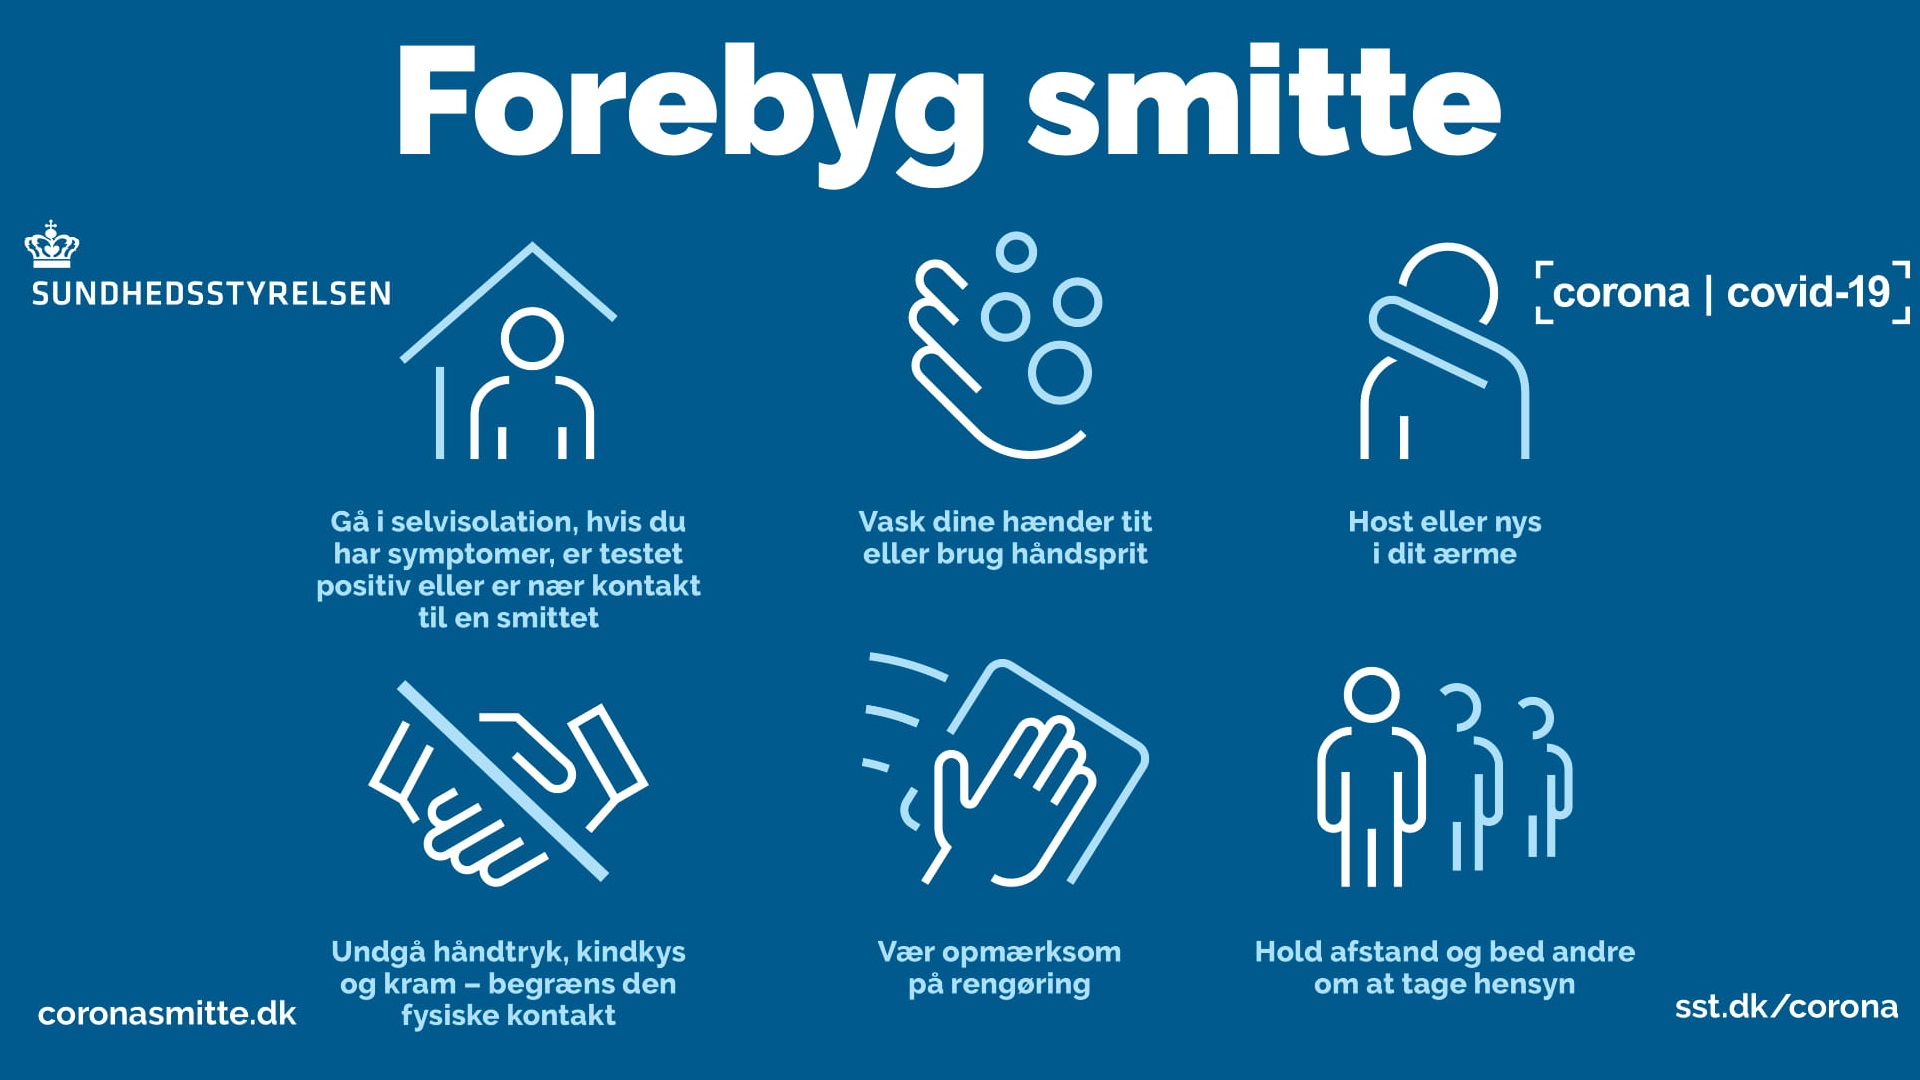 Forebyg smitte
SUNDHEDSSTYRELSEN
corona | covid-19
Gå i selvisolation, hvis du
har symptomer, er testet
positiv eller er nær kontakt
til en smittet
Vask dine hænder tit
eller brug håndsprit
Host eller nys
i dit ærme
Undgå håndtryk, kindkys
og kram – begræns den
fysiske kontakt
Vær opmærksom
på rengøring
Hold afstand og bed andre
om at tage hensyn
coronasmitte.dk
sst.dk/corona